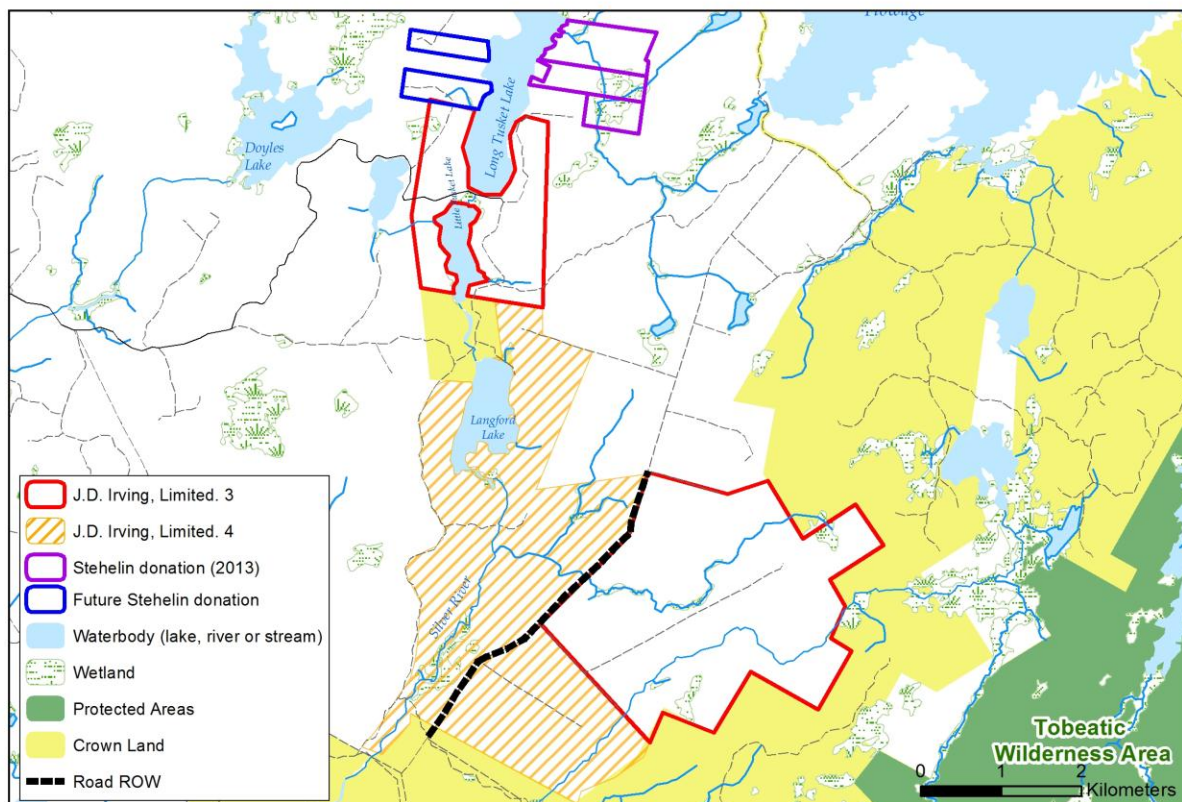 Flowage
Long Tusket Lake
Doyles
Lake
Little Tusket Lake
Langford
Lake
Silver River
J.D. Irving, Limited. 3
J.D. Irving, Limited. 4
Stehelin donation (2013)
Future Stehelin donation
Waterbody (lake, river or stream)
Wetland
Protected Areas
Crown Land
Road ROW
Tobeatic
Wilderness Area
0 1 2
Kilometers